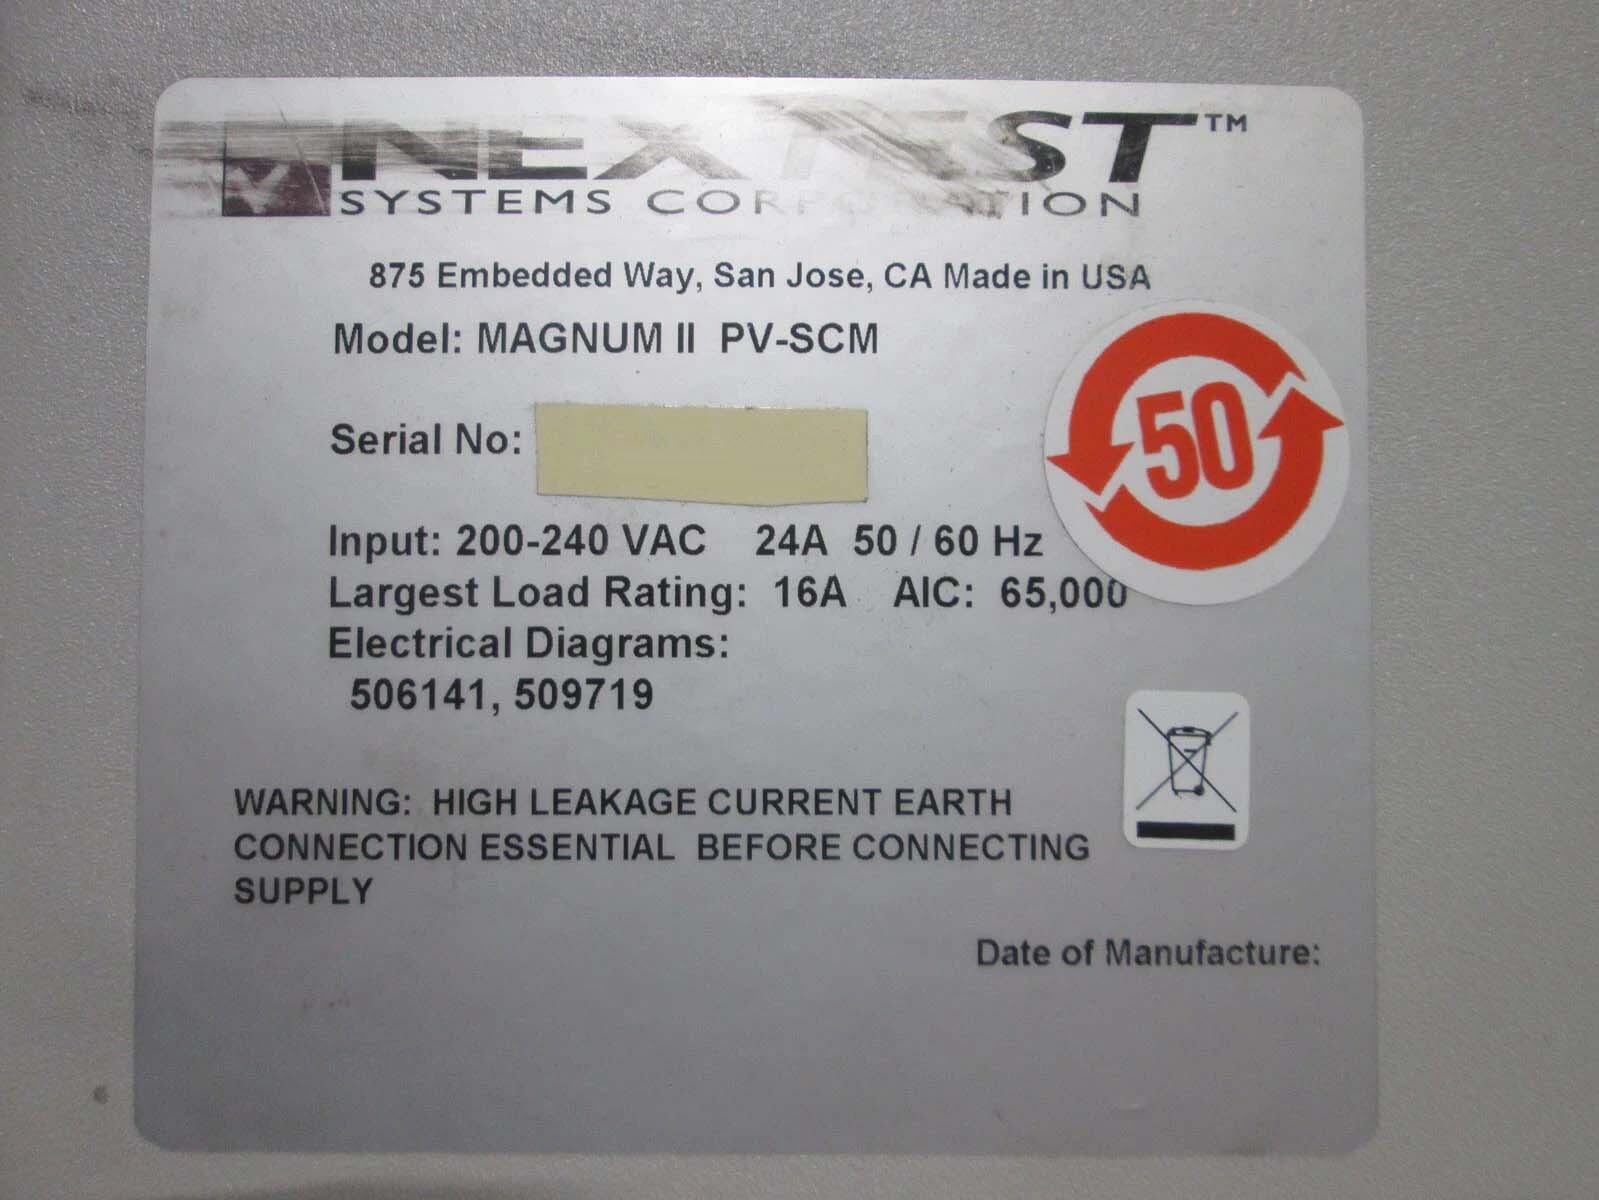 NEXTEST™
SYSTEMS CORPORATION
875 Embedded Way, San Jose, CA Made in USA
Model: MAGNUM II PV-SCM
Serial No:
50
Input: 200-240 VAC 24A 50 / 60 Hz
Largest Load Rating: 16A AIC: 65,000
Electrical Diagrams:
506141, 509719
WARNING: HIGH LEAKAGE CURRENT EARTH
CONNECTION ESSENTIAL BEFORE CONNECTING
SUPPLY
Date of Manufacture: